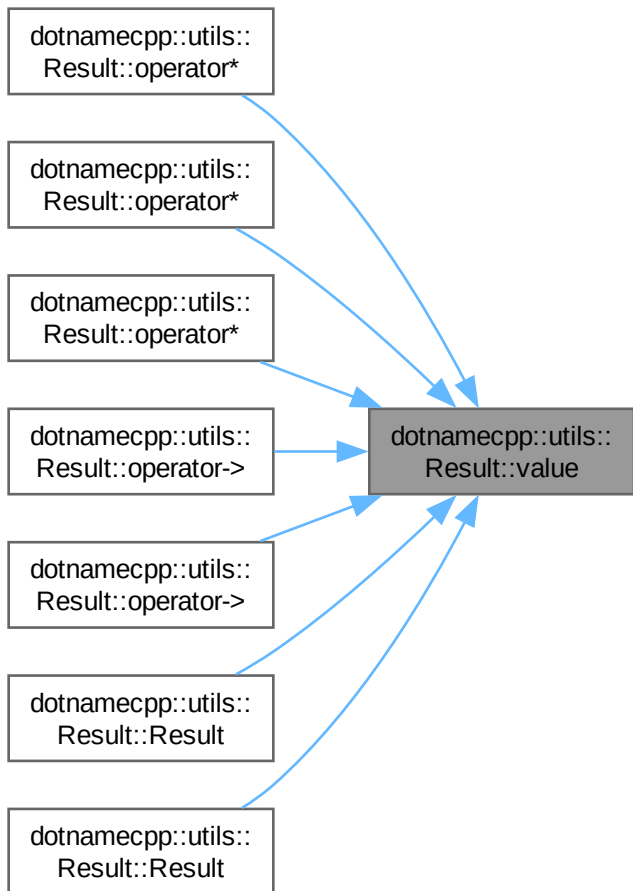 dotnamecpp::utils::
Result::operator*
dotnamecpp::utils::
Result::operator*
dotnamecpp::utils::
Result::operator*
dotnamecpp::utils::
Result::operator->
dotnamecpp::utils::
Result::value
dotnamecpp::utils::
Result::operator->
dotnamecpp::utils::
Result::Result
dotnamecpp::utils::
Result::Result